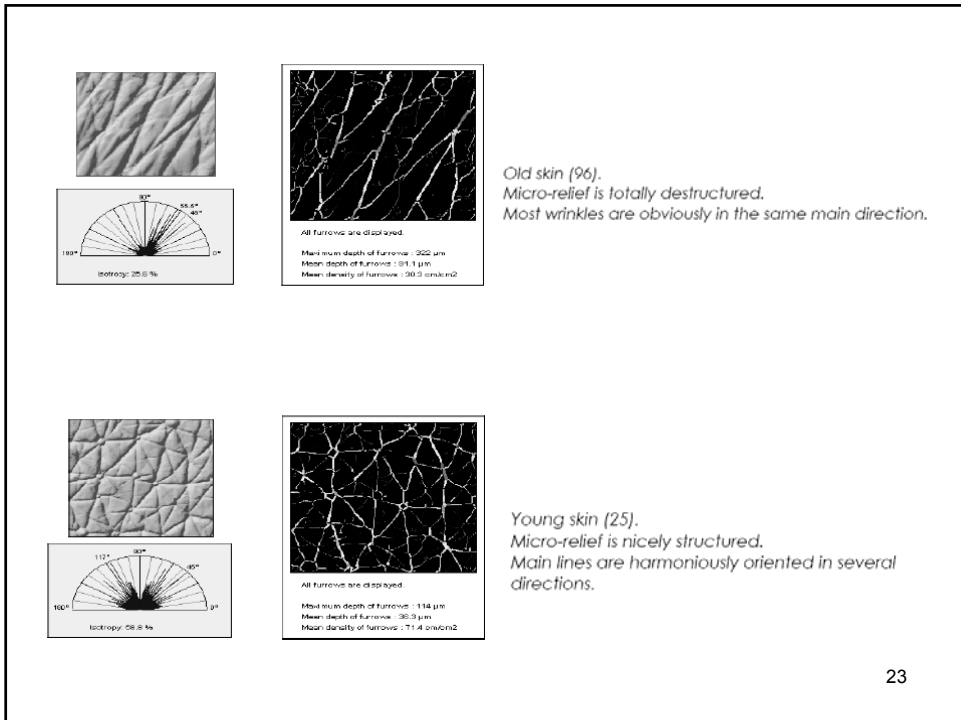 90°
55.5°
45°
180°
0°
Isotropy: 25.8 %
All furrows are displayed.
Maximum depth of furrows : 322 µm
Mean depth of furrows : 81.1 µm
Mean density of furrows : 30.3 cm/cm2
Old skin (96).
Micro-relief is totally destructured.
Most wrinkles are obviously in the same main direction.
117°
90°
45°
180°
0°
Isotropy: 58.8 %
All furrows are displayed.
Maximum depth of furrows : 114 µm
Mean depth of furrows : 36.3 µm
Mean density of furrows : 71.4 cm/cm2
Young skin (25).
Micro-relief is nicely structured.
Main lines are harmoniously oriented in several
directions.
23